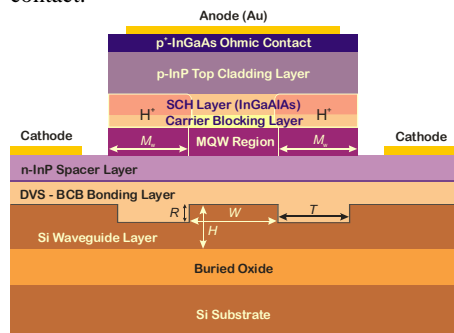 contact.
Anode (Au)
p⁺-InGaAs Ohmic Contact
p-InP Top Cladding Layer
H⁺ SCH Layer (InGaAlAs) H⁺
Carrier Blocking Layer
Cathode Mw MQW Region Mw Cathode
n-InP Spacer Layer
DVS - BCB Bonding Layer
R W T
H
Si Waveguide Layer
Buried Oxide
Si Substrate